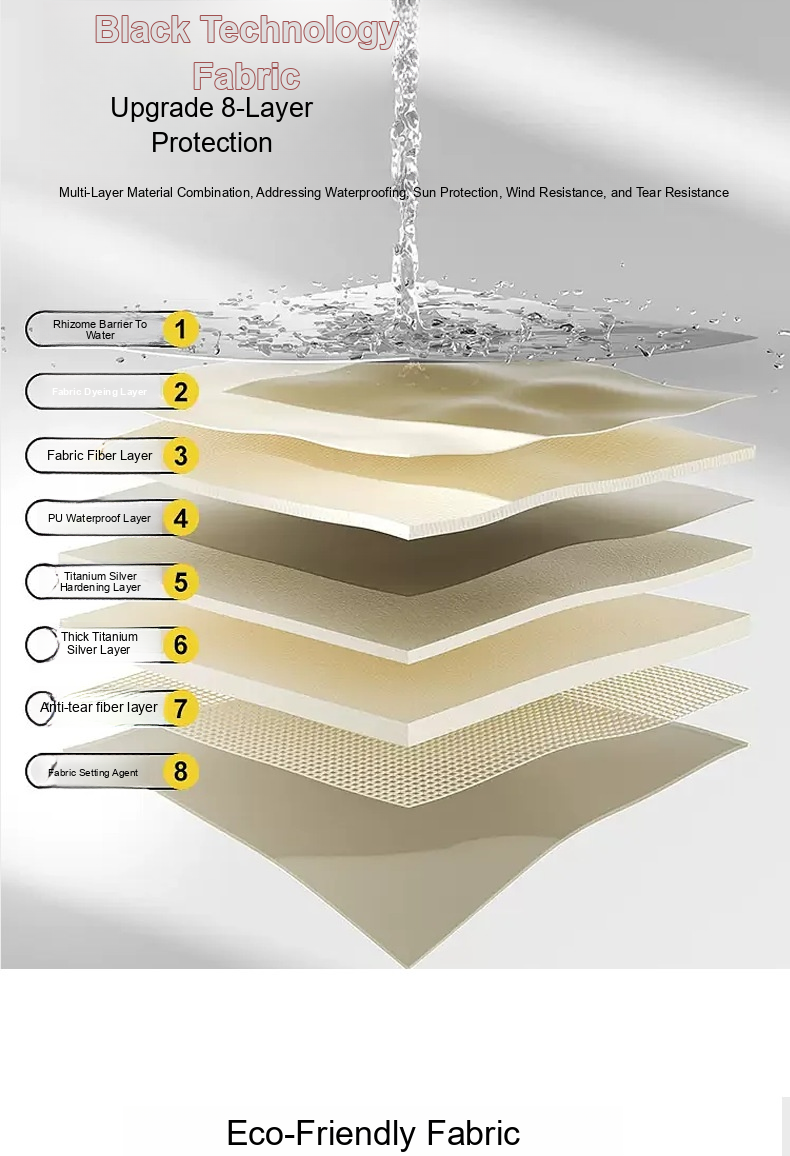 Black Technology
Fabric
Upgrade 8-Layer
Protection
Multi-Layer Material Combination, Addressing Waterproofing, Sun Protection, Wind Resistance, and Tear Resistance
Rhizome Barrier To
Water
1
Fabric Dyeing Layer
2
Fabric Fiber Layer
3
PU Waterproof Layer
4
Titanium Silver
Hardening Layer
5
Thick Titanium
Silver Layer
6
Anti-tear fiber layer
7
Fabric Setting Agent
8
Eco-Friendly Fabric